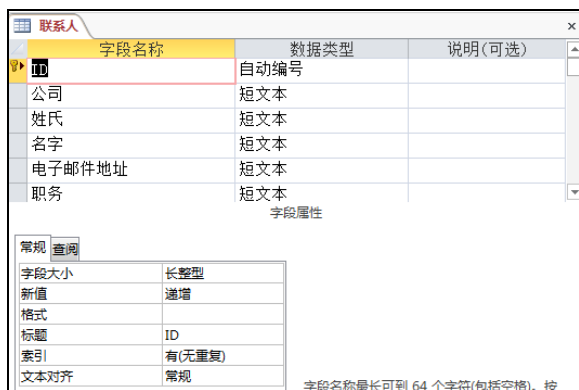 联系人
字段名称 数据类型 说明(可选)
ID 自动编号
公司 短文本
姓氏 短文本
名字 短文本
电子邮件地址 短文本
职务 短文本
字段属性
常规 查阅
字段大小 长整型
新值 递增
格式
标题 ID
索引 有(无重复)
文本对齐 常规
字段名称最长可到 64 个字符(包括空格)。按